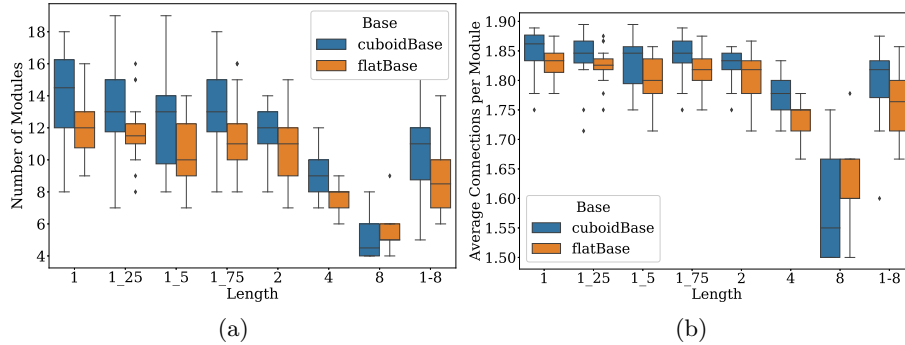 Number of Modules
18
16
14
12
10
8
6
4
Base
cuboidBase
flatBase
1
1_25
1_5
1_75
2
4
8
1-8
Length
(a)
Average Connections per Module
1.90
1.85
1.80
1.75
1.70
1.65
1.60
1.55
1.50
Base
cuboidBase
flatBase
1
1_25
1_5
1_75
2
4
8
1-8
Length
(b)